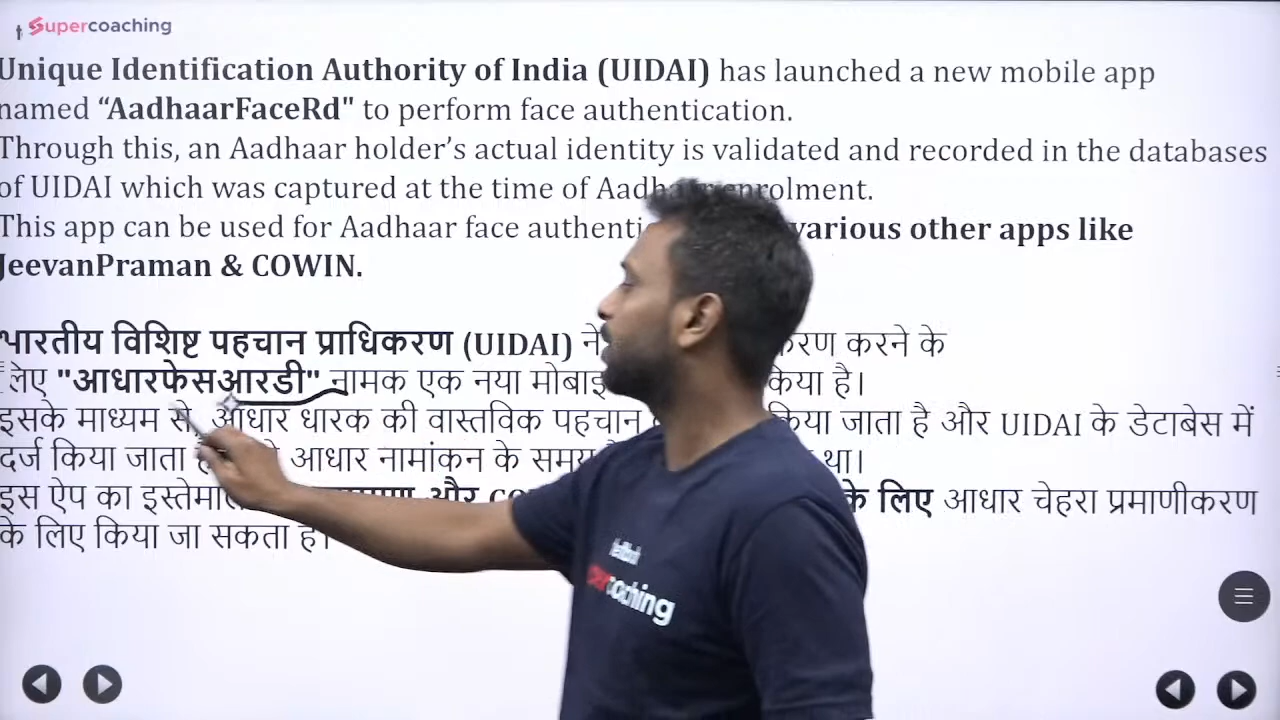 Supercoaching
Unique Identification Authority of India (UIDAI) has launched a new mobile app
named “AadhaarFaceRd" to perform face authentication.
Through this, an Aadhaar holder’s actual identity is validated and recorded in the databases
of UIDAI which was captured at the time of enrolment.
This app can be used for Aadhaar face various other apps like
JeevanPraman & COWIN.
भारतीय विशिष्ट पहचान प्राधिकरण (UIDAI) ने करने के
लिए "आधारफेसआरडी" नामक एक नया किया है।
इसके माध्यम से, आधार धारक की वास्तविक पहचान जाता है और UIDAI के डेटाबेस में
दर्ज किया जाता आधार नामांकन के समय था।
इस ऐप का और के लिए आधार चेहरा प्रमाणीकरण
के लिए किया जा सकता है।
testbook
supercoaching